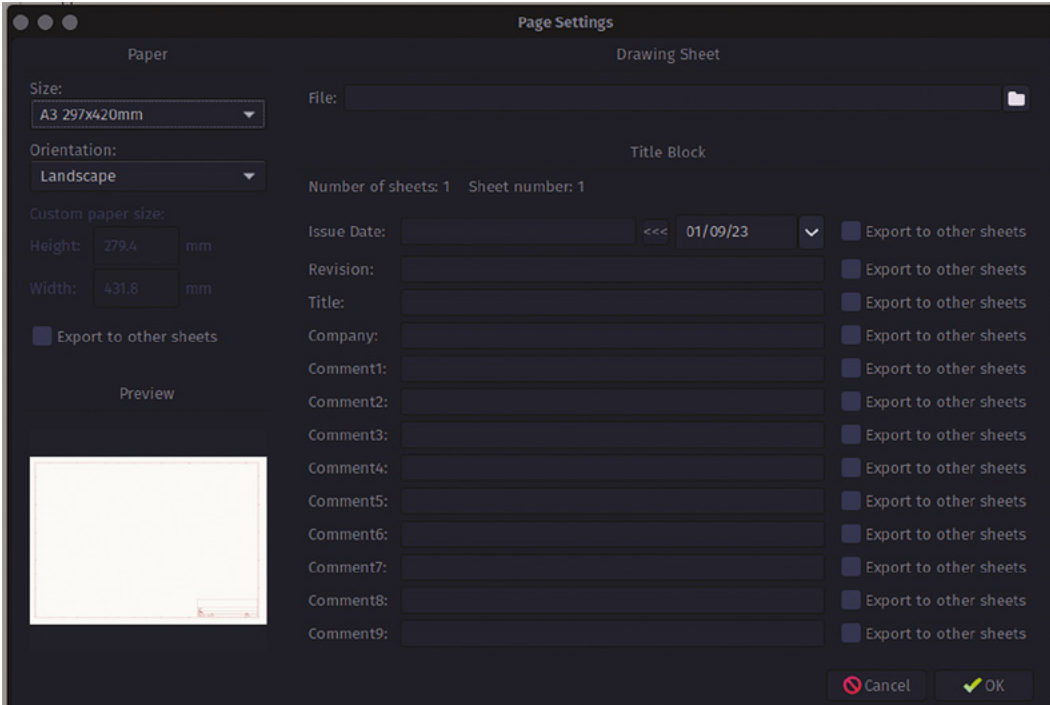 Page Settings
Paper
Size:
A3 297x420mm
Orientation:
Landscape
Custom paper size:
Height: 279.4 mm
Width: 431.8 mm
Export to other sheets
Preview
Drawing Sheet
File:
Title Block
Number of sheets: 1 Sheet number: 1
Issue Date: <<< 01/09/23 Export to other sheets
Revision: Export to other sheets
Title: Export to other sheets
Company: Export to other sheets
Comment1: Export to other sheets
Comment2: Export to other sheets
Comment3: Export to other sheets
Comment4: Export to other sheets
Comment5: Export to other sheets
Comment6: Export to other sheets
Comment7: Export to other sheets
Comment8: Export to other sheets
Comment9: Export to other sheets
Cancel OK